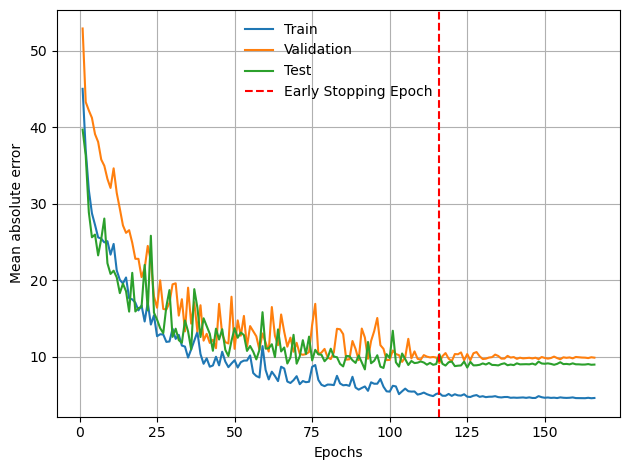 Train
Validation
Test
Early Stopping Epoch
50
40
30
20
10
Mean absolute error
0
25
50
75
100
125
150
Epochs